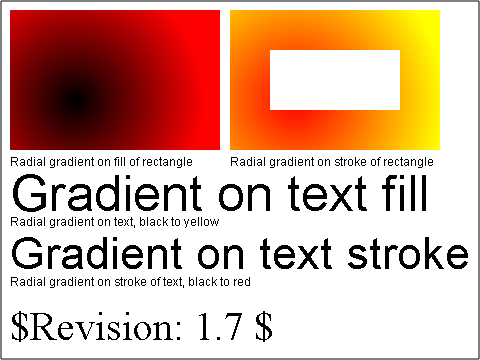 Radial gradient on fill of rectangle
Radial gradient on stroke of rectangle
Gradient on text fill
Radial gradient on text, black to yellow
Gradient on text stroke
Radial gradient on stroke of text, black to red
$Revision: 1.7 $